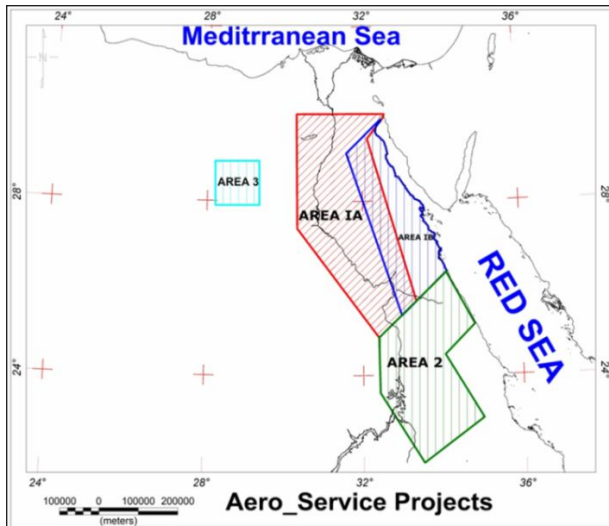 24° 28° 32° 36°
Meditrranean Sea
AREA 3
28° 28°
AREA IA
AREA IB
RED SEA
24° 24°
AREA 2
24° 28° 32° 36°
100000 0 100000 200000
(meters)
Aero_Service Projects